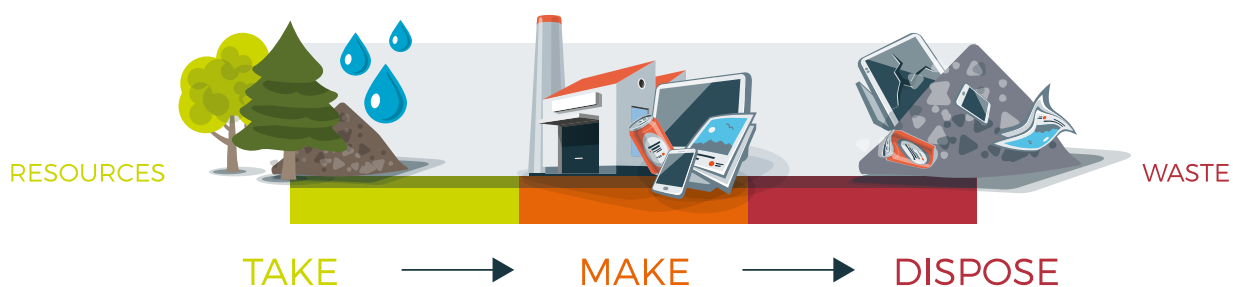 RESOURCES
WASTE
TAKE
MAKE
DISPOSE